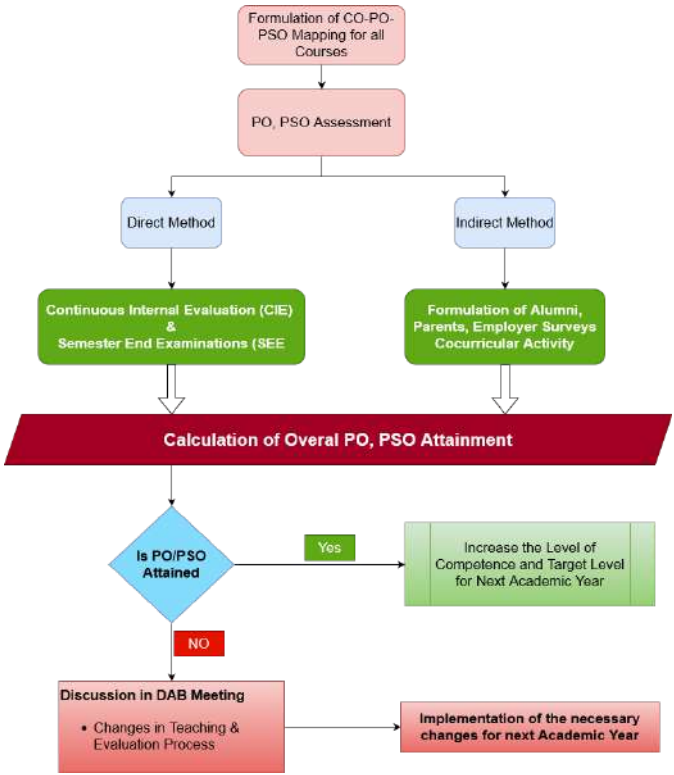 Formulation of CO-PO-
PSO Mapping for all
Courses
PO, PSO Assessment
Direct Method
Indirect Method
Continuous Internal Evaluation (CIE)
&
Semester End Examinations (SEE
Formulation of Alumni,
Parents, Employer Surveys
Cocurricular Activity
Calculation of Overal PO, PSO Attainment
Is PO/PSO
Attained
Yes
Increase the Level of
Competence and Target Level
for Next Academic Year
NO
Discussion in DAB Meeting
• Changes in Teaching &
Evaluation Process
Implementation of the necessary
changes for next Academic Year